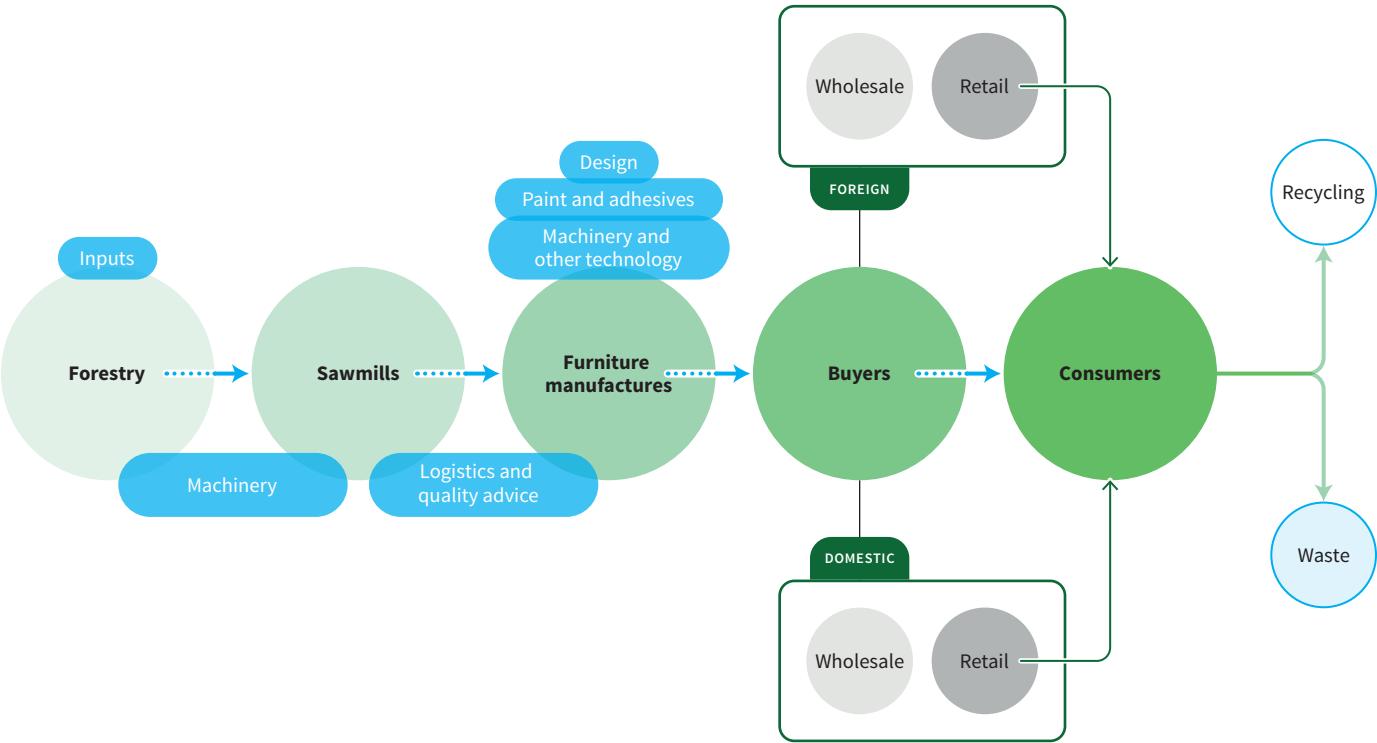 Wholesale
Retail
FOREIGN
Design
Paint and adhesives
Machinery and
other technology
Inputs
Recycling
Forestry
Sawmills
Furniture
manufactures
Buyers
Consumers
Machinery
Logistics and
quality advice
DOMESTIC
Waste
Wholesale
Retail